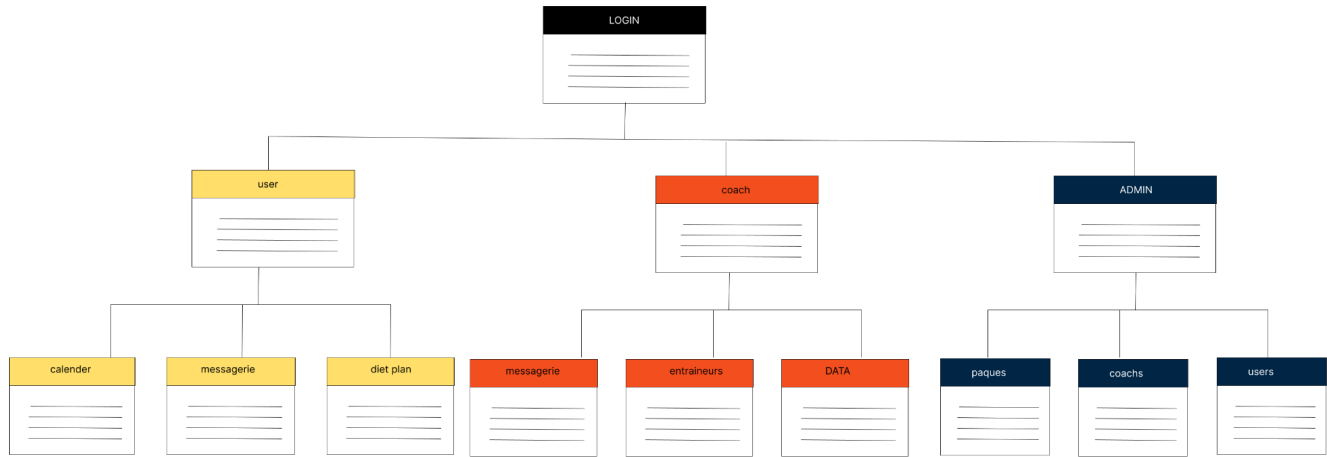 LOGIN
user
coach
ADMIN
calender
messagerie
diet plan
messagerie
entraineurs
DATA
paques
coachs
users